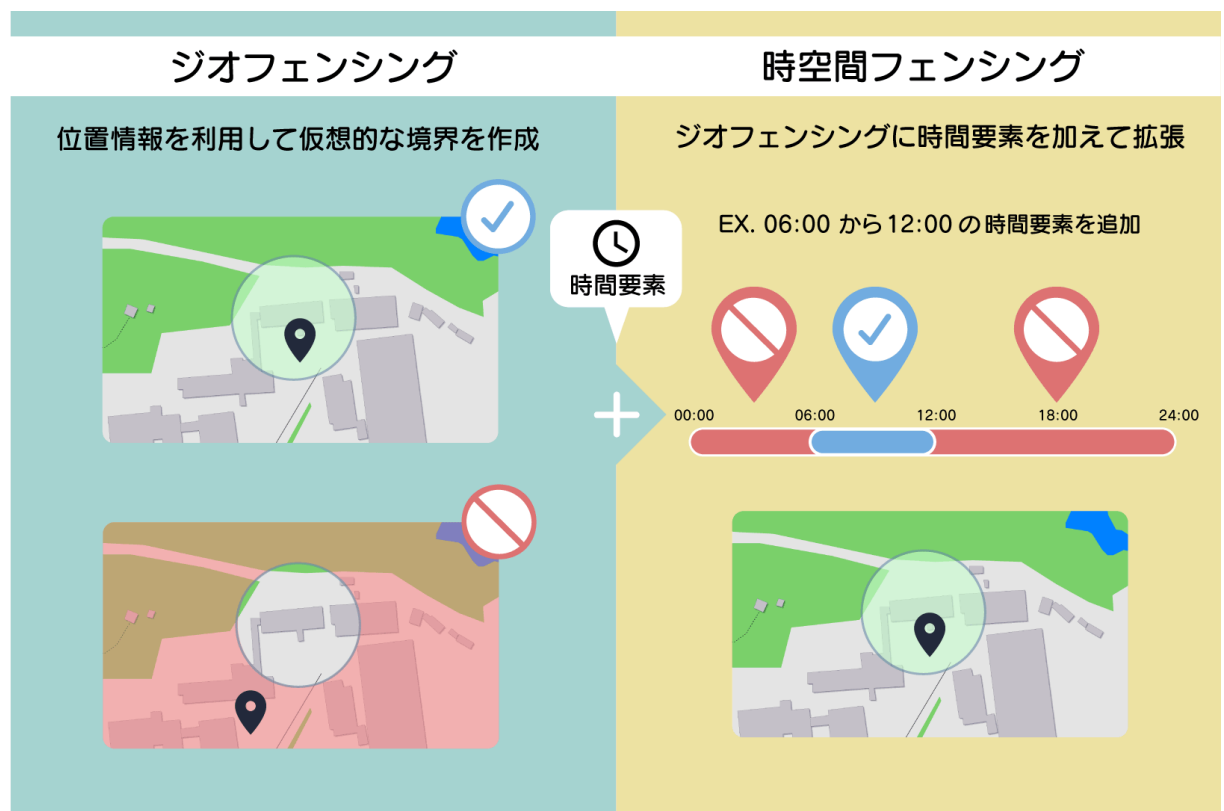 ジオフェンシング
位置情報を利用して仮想的な境界を作成
時間要素
時空間フェンシング
ジオフェンシングに時間要素を加えて拡張
EX. 06:00 から12:00 の時間要素を追加
00:00 06:00 12:00 18:00 24:00